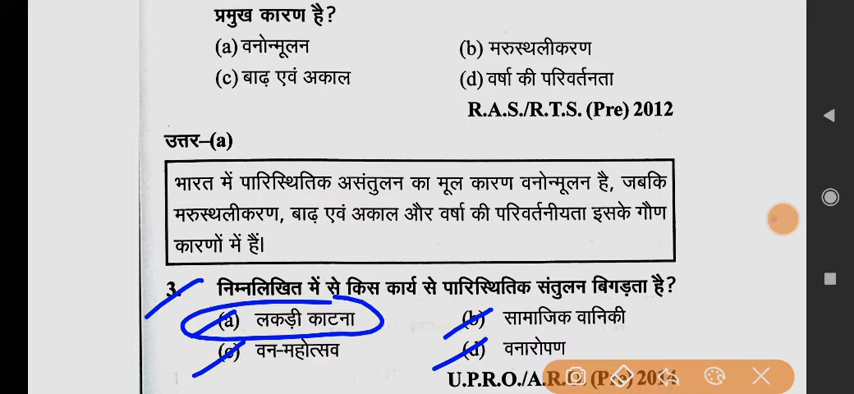 प्रमुख कारण है?
(a) वनोन्मूलन (b) मरुस्थलीकरण
(c) बाढ़ एवं अकाल (d) वर्षा की परिवर्तनता
R.A.S./R.T.S. (Pre) 2012
उत्तर–(a)
भारत में पारिस्थितिक असंतुलन का मूल कारण वनोन्मूलन है, जबकि
मरुस्थलीकरण, बाढ़ एवं अकाल और वर्षा की परिवर्तनीयता इसके गौण
कारणों में हैं।
3. निम्नलिखित में से किस कार्य से पारिस्थितिक संतुलन बिगड़ता है?
(a) लकड़ी काटना (b) सामाजिक वानिकी
(c) वन-महोत्सव (d) वनारोपण
U.P.R.O./A.R.O. (Pre) 2014